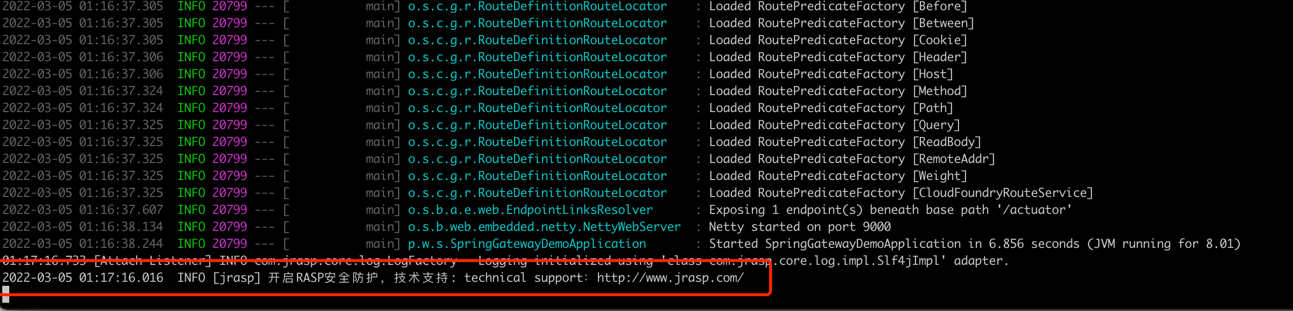 2022-03-05 01:16:37.305  INFO 20799 --- [           main] o.s.c.g.r.RouteDefinitionRouteLocator    : Loaded RoutePredicateFactory [Before]
2022-03-05 01:16:37.305  INFO 20799 --- [           main] o.s.c.g.r.RouteDefinitionRouteLocator    : Loaded RoutePredicateFactory [Between]
2022-03-05 01:16:37.305  INFO 20799 --- [           main] o.s.c.g.r.RouteDefinitionRouteLocator    : Loaded RoutePredicateFactory [Cookie]
2022-03-05 01:16:37.306  INFO 20799 --- [           main] o.s.c.g.r.RouteDefinitionRouteLocator    : Loaded RoutePredicateFactory [Header]
2022-03-05 01:16:37.306  INFO 20799 --- [           main] o.s.c.g.r.RouteDefinitionRouteLocator    : Loaded RoutePredicateFactory [Host]
2022-03-05 01:16:37.324  INFO 20799 --- [           main] o.s.c.g.r.RouteDefinitionRouteLocator    : Loaded RoutePredicateFactory [Method]
2022-03-05 01:16:37.324  INFO 20799 --- [           main] o.s.c.g.r.RouteDefinitionRouteLocator    : Loaded RoutePredicateFactory [Path]
2022-03-05 01:16:37.325  INFO 20799 --- [           main] o.s.c.g.r.RouteDefinitionRouteLocator    : Loaded RoutePredicateFactory [Query]
2022-03-05 01:16:37.325  INFO 20799 --- [           main] o.s.c.g.r.RouteDefinitionRouteLocator    : Loaded RoutePredicateFactory [ReadBody]
2022-03-05 01:16:37.325  INFO 20799 --- [           main] o.s.c.g.r.RouteDefinitionRouteLocator    : Loaded RoutePredicateFactory [RemoteAddr]
2022-03-05 01:16:37.325  INFO 20799 --- [           main] o.s.c.g.r.RouteDefinitionRouteLocator    : Loaded RoutePredicateFactory [Weight]
2022-03-05 01:16:37.325  INFO 20799 --- [           main] o.s.c.g.r.RouteDefinitionRouteLocator    : Loaded RoutePredicateFactory [CloudFoundryRouteService]
2022-03-05 01:16:37.607  INFO 20799 --- [           main] o.s.b.a.e.web.EndpointLinksResolver      : Exposing 1 endpoint(s) beneath base path '/actuator'
2022-03-05 01:16:38.134  INFO 20799 --- [           main] o.s.b.web.embedded.netty.NettyWebServer  : Netty started on port 9000
2022-03-05 01:16:38.244  INFO 20799 --- [           main] p.w.s.SpringGatewayDemoApplication       : Started SpringGatewayDemoApplication in 6.856 seconds (JVM running for 8.01)
01:17:16.733 [Attach Listener] INFO com.jrasp.core.log.LogFactory - Logging initialized using 'class com.jrasp.core.log.impl.Slf4jImpl' adapter.
2022-03-05 01:17:16.016  INFO [jrasp] 开启RASP安全防护，技术支持: technical support: http://www.jrasp.com/